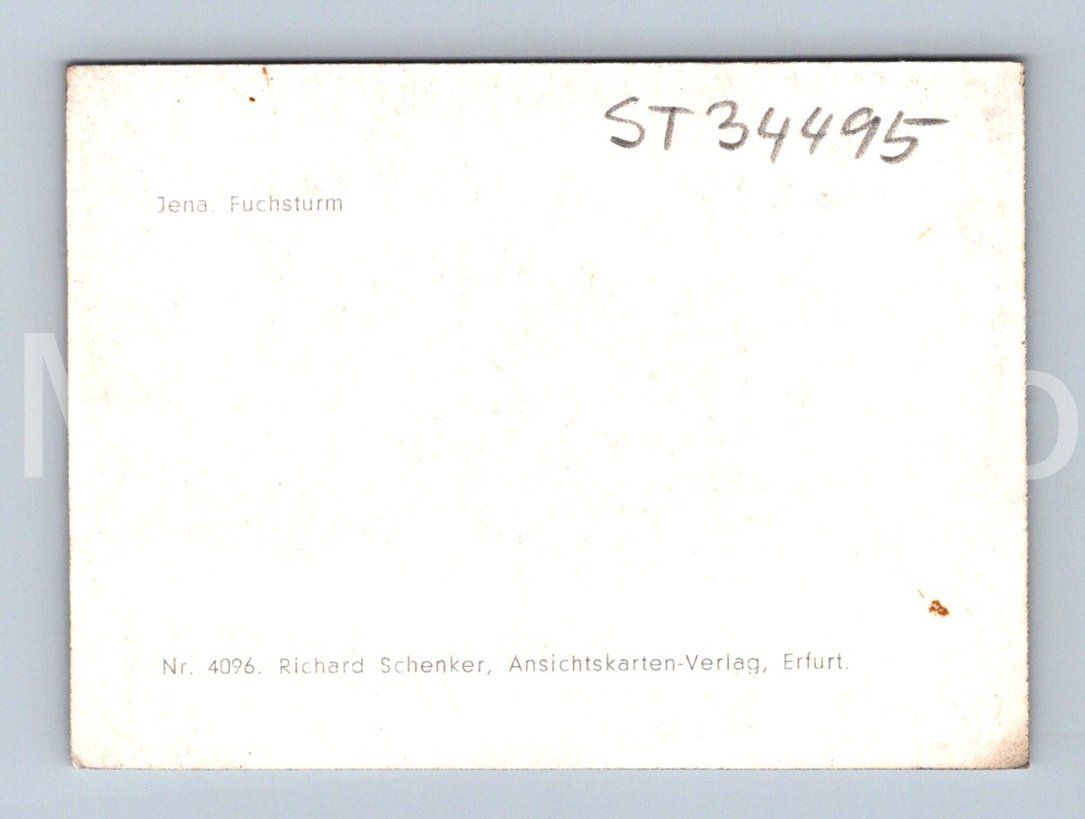 ST34495
Jena. Fuchsturm
Nr. 4096. Richard Schenker, Ansichtskarten-Verlag, Erfurt.